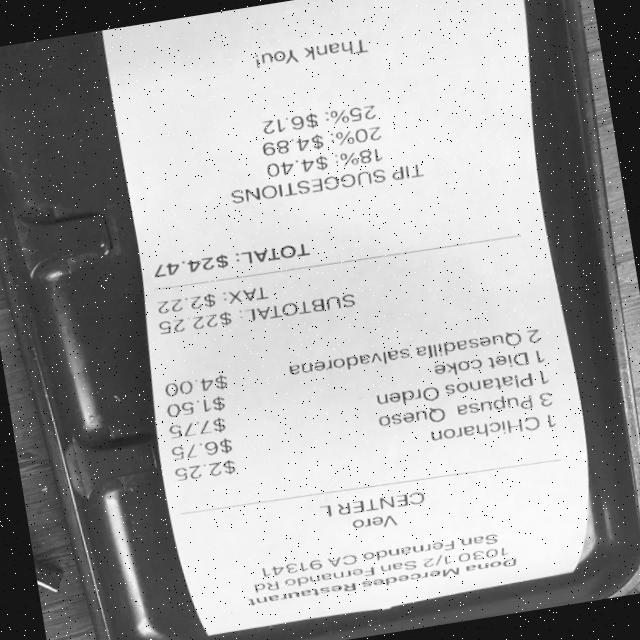 Dona Mercedes Restaurant
1030 1/2 San Fernando Rd
San Fernando CA 91341
Vero
CENTER L
1 CHicharon $2.25
3 Pupusa Queso $6.75
1 Platanos Orden $7.75
1 Diet coke $1.50
2 Quesadilla salvadorena $4.00
SUBTOTAL: $22.25
TAX: $2.22
TOTAL: $24.47
TIP SUGGESTIONS
18%: $4.40
20%: $4.89
25%: $6.12
Thank You!